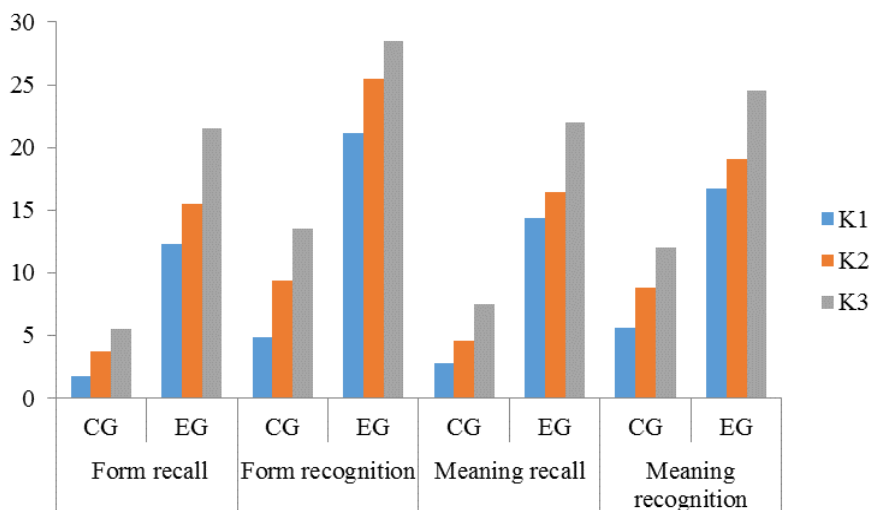 30
25
20
15
10
5
0
K1
K2
K3
CG EG CG EG CG EG CG EG
Form recall Form recognition Meaning recall Meaning
recognition